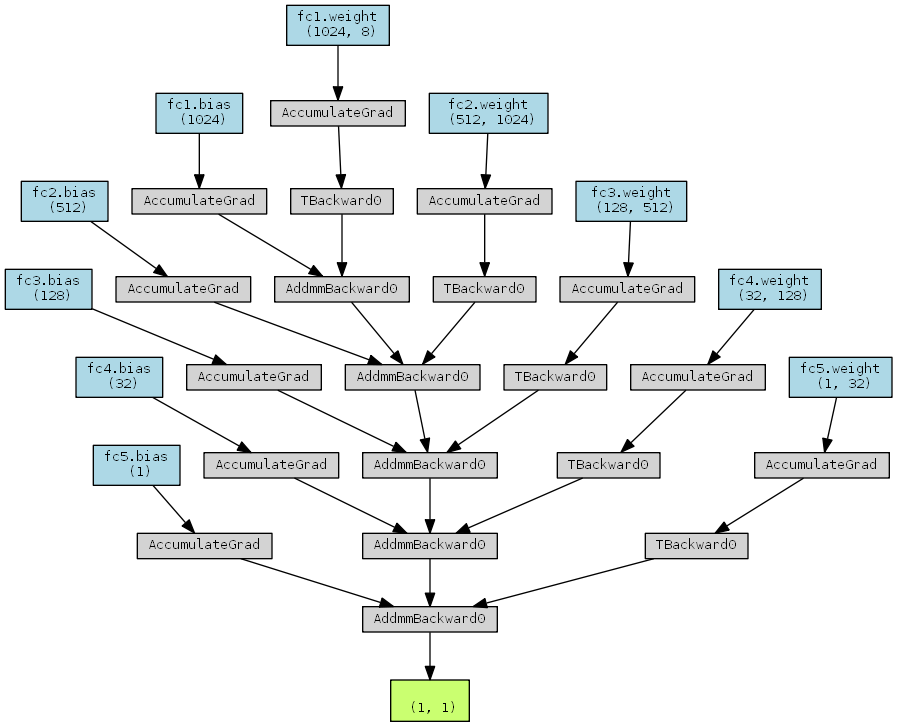 fc1.weight
(1024, 8)
fc1.bias
(1024)
AccumulateGrad
fc2.weight
(512, 1024)
fc2.bias
(512)
AccumulateGrad
TBackward0
AccumulateGrad
fc3.weight
(128, 512)
fc3.bias
(128)
AccumulateGrad
AddmmBackward0
TBackward0
AccumulateGrad
fc4.weight
(32, 128)
fc4.bias
(32)
AccumulateGrad
AddmmBackward0
TBackward0
AccumulateGrad
fc5.weight
(1, 32)
fc5.bias
(1)
AccumulateGrad
AddmmBackward0
TBackward0
AccumulateGrad
AccumulateGrad
AddmmBackward0
TBackward0
AddmmBackward0
(1, 1)